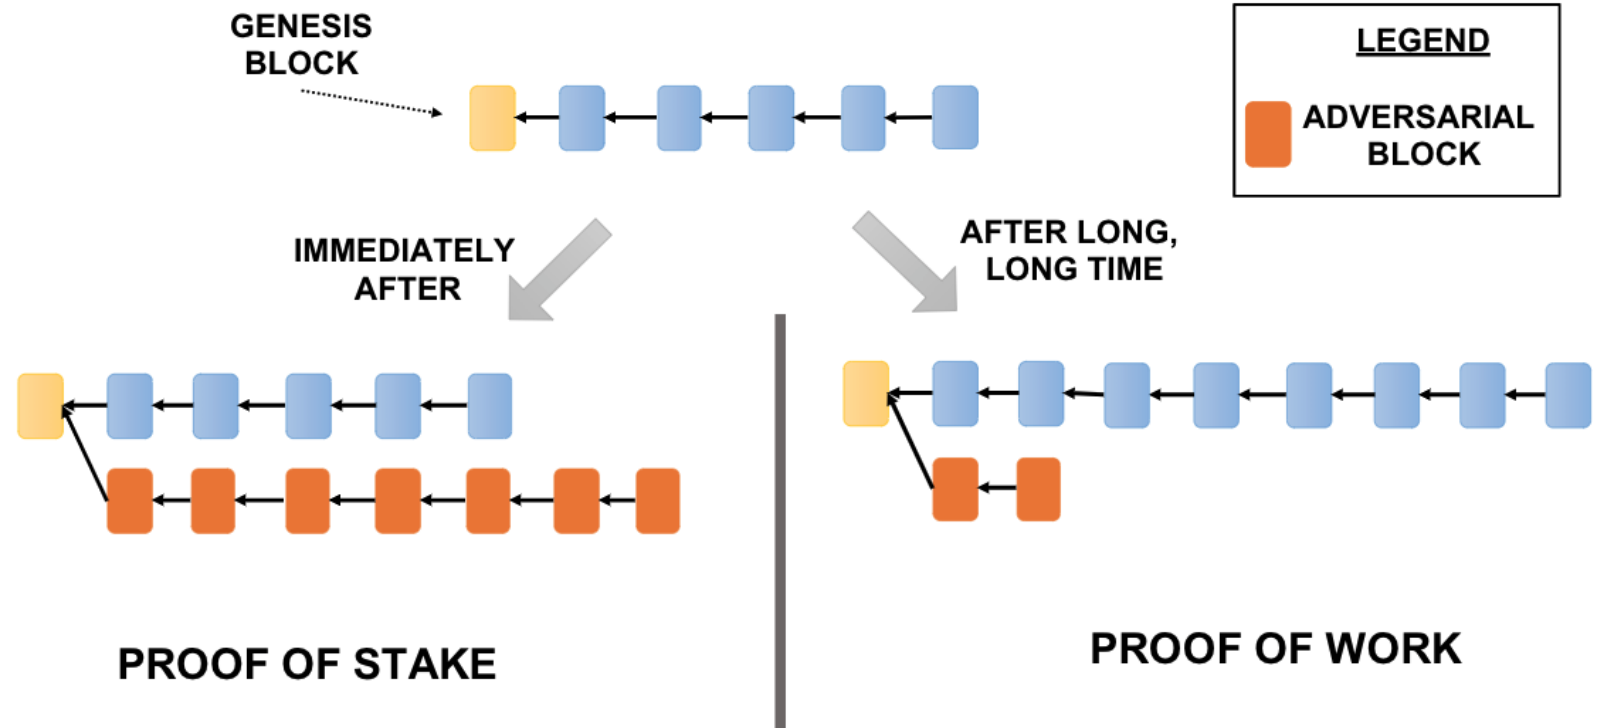 GENESIS
BLOCK
LEGEND
ADVERSARIAL
BLOCK
IMMEDIATELY
AFTER
AFTER LONG,
LONG TIME
PROOF OF STAKE
PROOF OF WORK